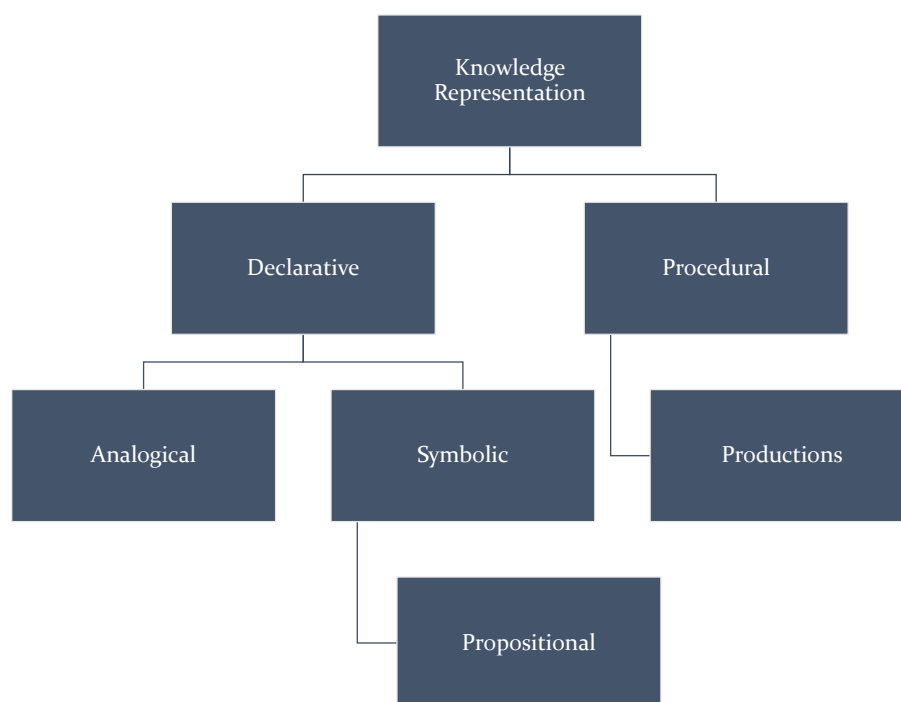 Knowledge
Representation
Declarative
Procedural
Analogical
Symbolic
Productions
Propositional